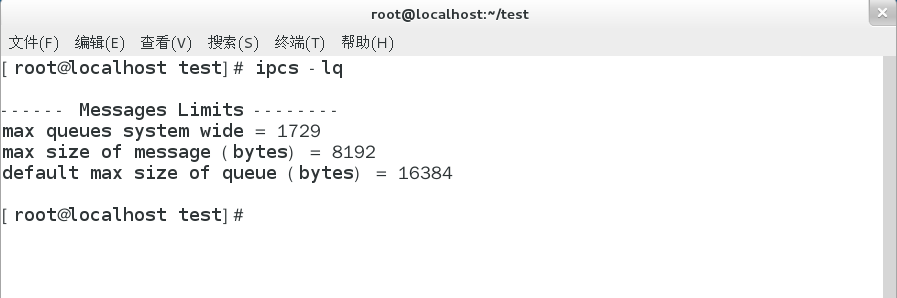 root@localhost:~/test
文件(F) 编辑(E) 查看(V) 搜索(S) 终端(T) 帮助(H)
[root@localhost test]# ipcs -lq
------ Messages Limits --------
max queues system wide = 1729
max size of message (bytes) = 8192
default max size of queue (bytes) = 16384
[root@localhost test]#